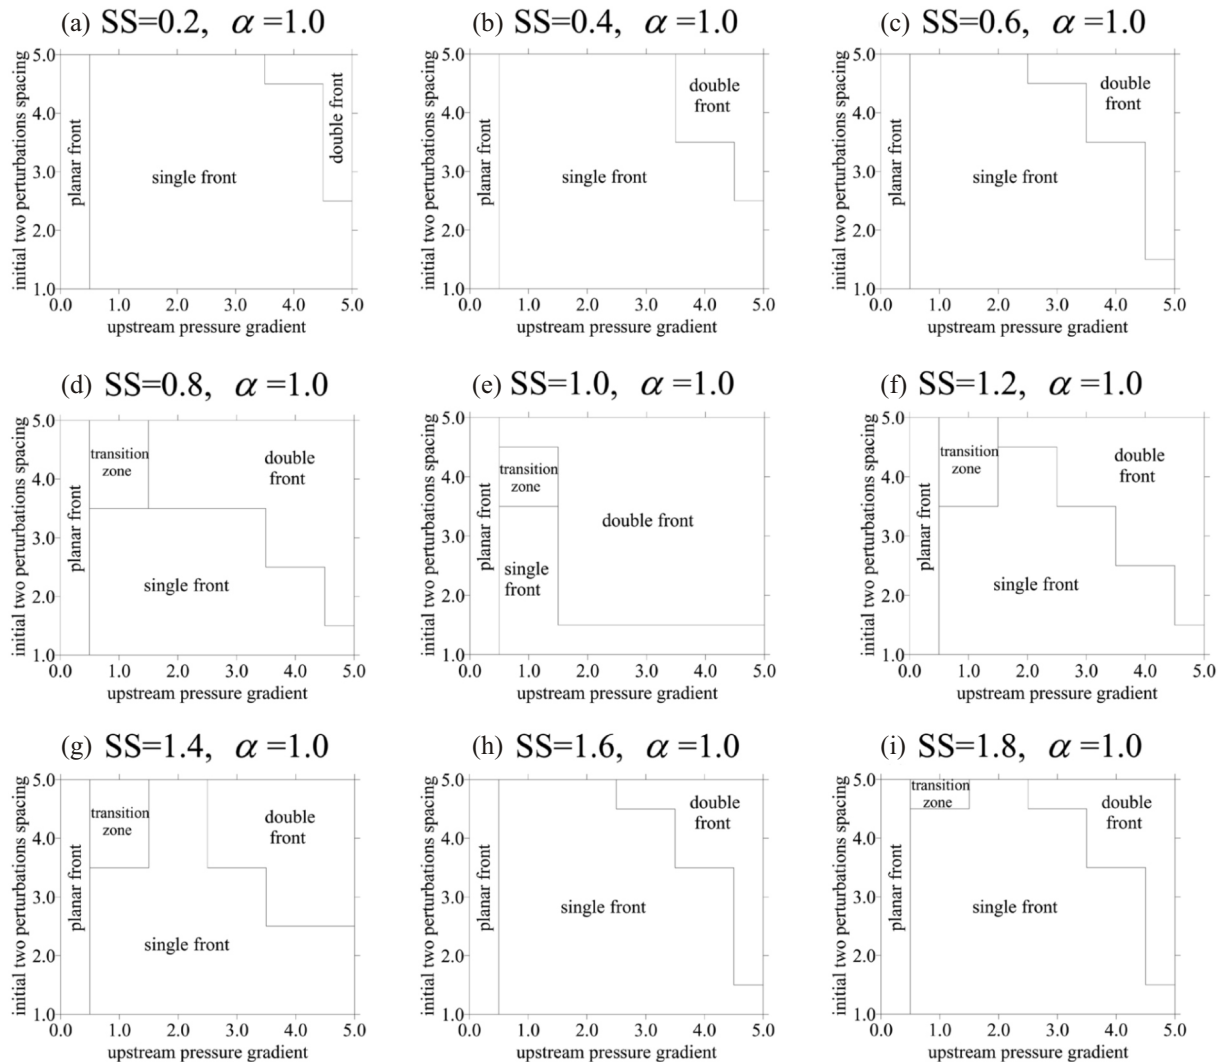 (a) SS=0.2, α=1.0
initial two perturbations spacing
5.0
4.0
3.0
2.0
1.0
planar front
single front
double front
0.0 1.0 2.0 3.0 4.0 5.0
upstream pressure gradient
(b) SS=0.4, α=1.0
initial two perturbations spacing
5.0
4.0
3.0
2.0
1.0
planar front
double
front
single front
0.0 1.0 2.0 3.0 4.0 5.0
upstream pressure gradient
(c) SS=0.6, α=1.0
initial two perturbations spacing
5.0
4.0
3.0
2.0
1.0
planar front
double
front
single front
0.0 1.0 2.0 3.0 4.0 5.0
upstream pressure gradient
(d) SS=0.8, α=1.0
initial two perturbations spacing
5.0
4.0
3.0
2.0
1.0
planar front
transition
zone
double
front
single front
0.0 1.0 2.0 3.0 4.0 5.0
upstream pressure gradient
(e) SS=1.0, α=1.0
initial two perturbations spacing
5.0
4.0
3.0
2.0
1.0
planar front
transition
zone
double front
single
front
0.0 1.0 2.0 3.0 4.0 5.0
upstream pressure gradient
(f) SS=1.2, α=1.0
initial two perturbations spacing
5.0
4.0
3.0
2.0
1.0
planar front
transition
zone
double
front
single front
0.0 1.0 2.0 3.0 4.0 5.0
upstream pressure gradient
(g) SS=1.4, α=1.0
initial two perturbations spacing
5.0
4.0
3.0
2.0
1.0
planar front
transition
zone
double
front
single front
0.0 1.0 2.0 3.0 4.0 5.0
upstream pressure gradient
(h) SS=1.6, α=1.0
initial two perturbations spacing
5.0
4.0
3.0
2.0
1.0
planar front
double
front
single front
0.0 1.0 2.0 3.0 4.0 5.0
upstream pressure gradient
(i) SS=1.8, α=1.0
initial two perturbations spacing
5.0
4.0
3.0
2.0
1.0
planar front
transition
zone
double
front
single front
0.0 1.0 2.0 3.0 4.0 5.0
upstream pressure gradient